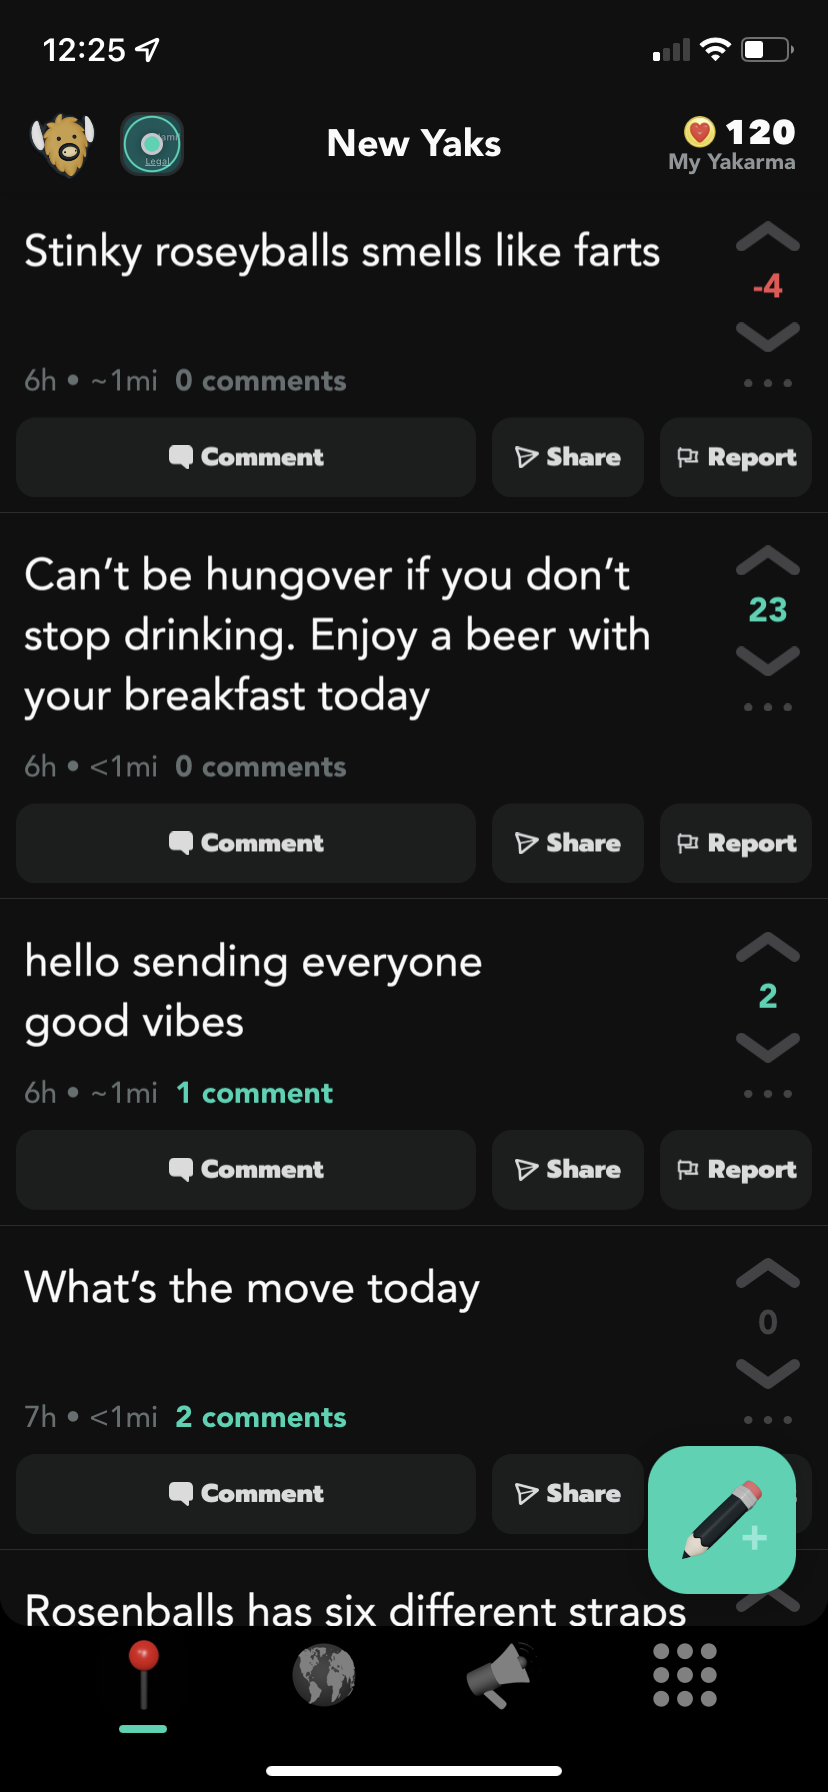 12:25
New Yaks
120
My Yakarma
Legal
Stinky roseyballs smells like farts
-4
6h • ~1mi 0 comments
Comment
Share
Report
Can't be hungover if you don't
stop drinking. Enjoy a beer with
your breakfast today
23
6h • <1mi 0 comments
Comment
Share
Report
hello sending everyone
good vibes
2
6h • ~1mi 1 comment
Comment
Share
Report
What's the move today
0
7h • <1mi 2 comments
Comment
Share
Rosenballs has six different straps